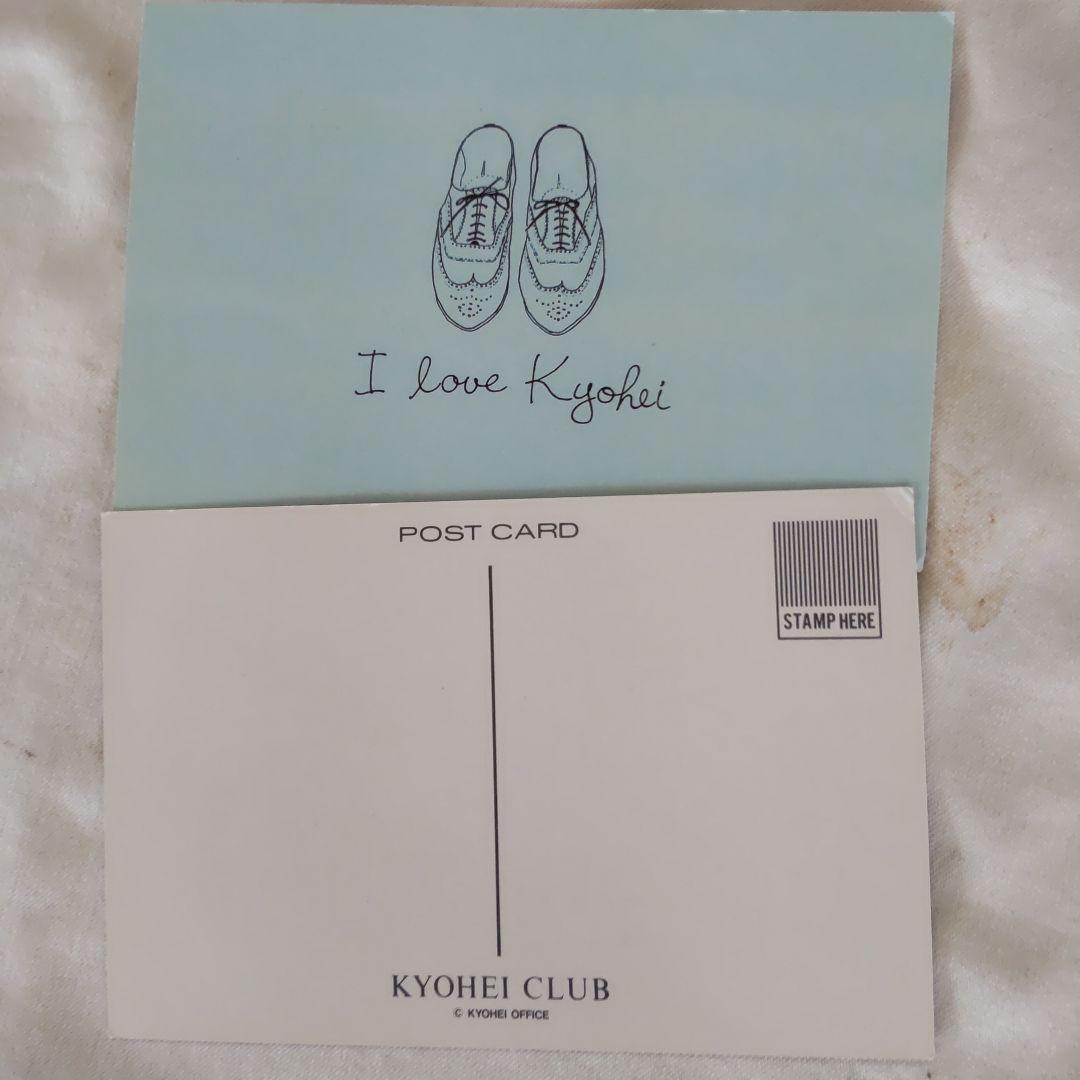 I love Kyohei
POST CARD
STAMP HERE
KYOHEI CLUB
© KYOHEI OFFICE